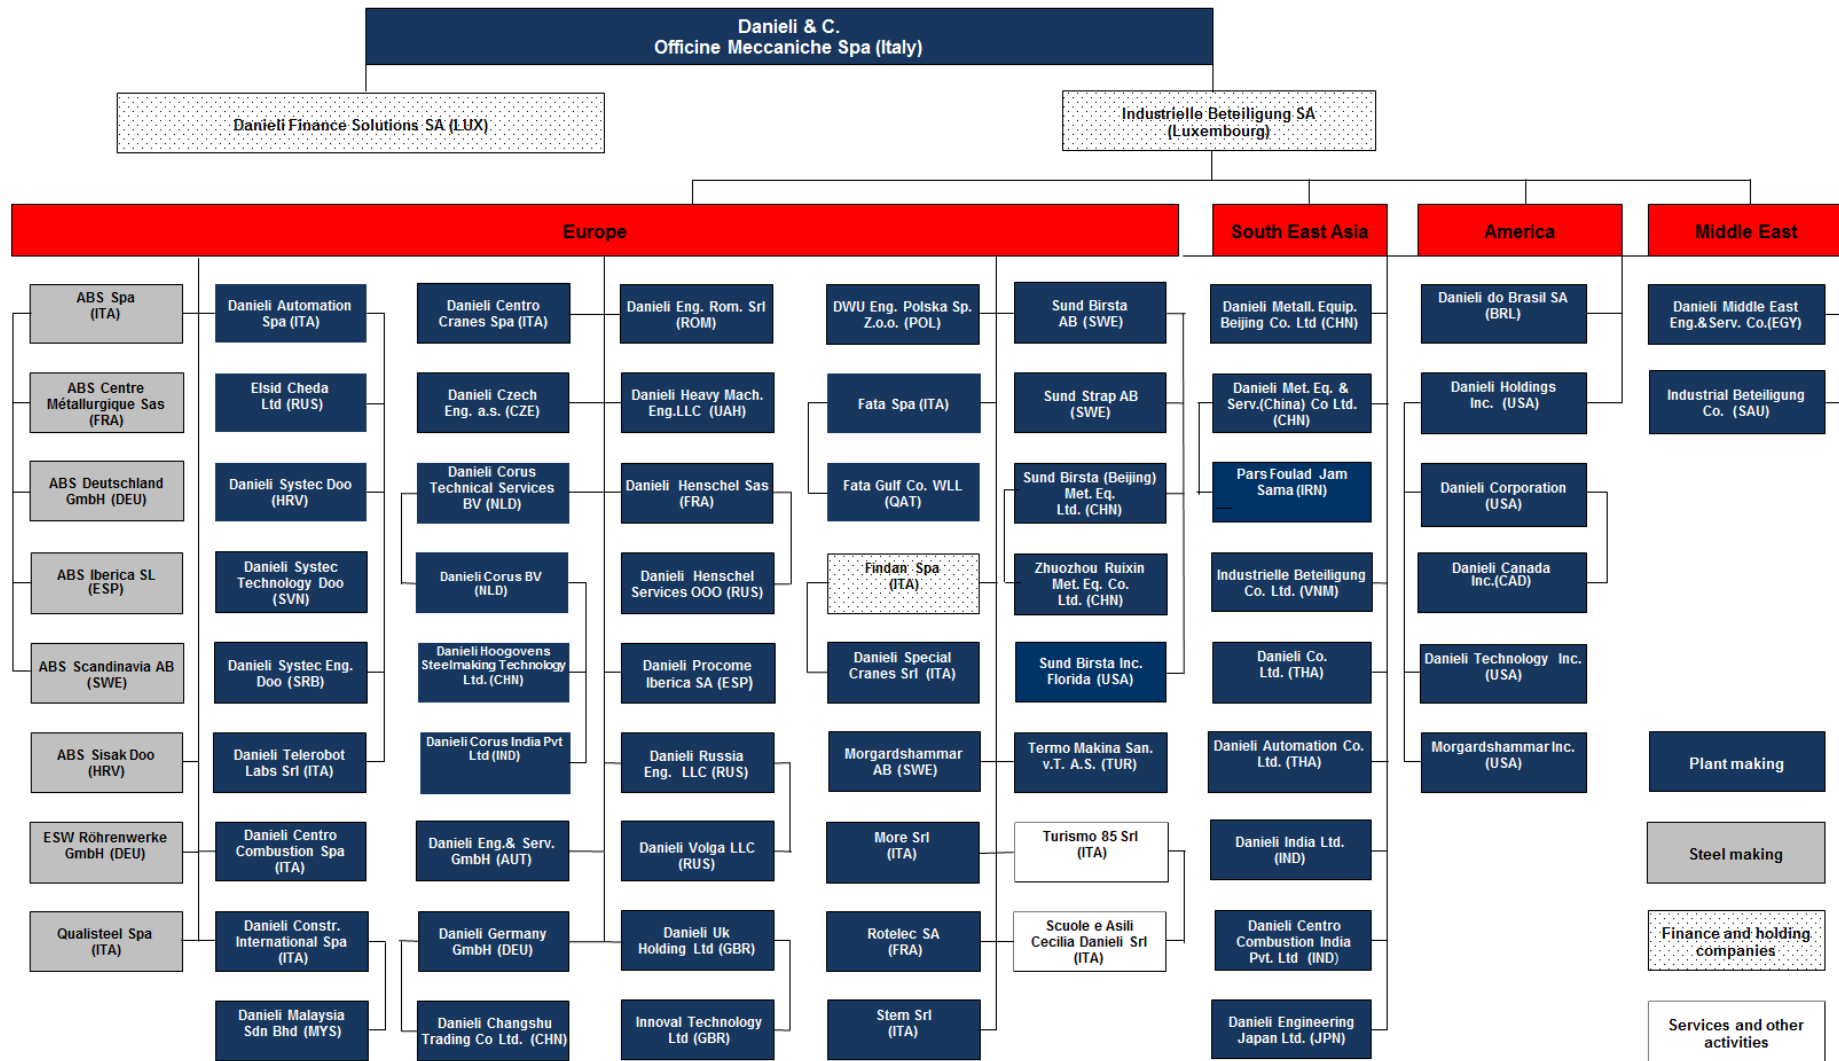 Danieli & C.
Officine Meccaniche Spa (Italy)
Danieli Finance Solutions SA (LUX)
Industrielle Beteiligung SA
(Luxembourg)
Europe
South East Asia
America
Middle East
ABS Spa
(ITA)
ABS Centre
Métallurgique Sas
(FRA)
ABS Deutschland
GmbH (DEU)
ABS Iberica SL
(ESP)
ABS Scandinavia AB
(SWE)
ABS Sisak Doo
(HRV)
ESW Röhrenwerke
GmbH (DEU)
Qualisteel Spa
(ITA)
Danieli Automation
Spa (ITA)
Elsid Cheda
Ltd (RUS)
Danieli Systec Doo
(HRV)
Danieli Systec
Technology Doo
(SVN)
Danieli Systec Eng.
Doo (SRB)
Danieli Telerobot
Labs Srl (ITA)
Danieli Centro
Combustion Spa
(ITA)
Danieli Constr.
International Spa
(ITA)
Danieli Malaysia
Sdn Bhd (MYS)
Danieli Centro
Cranes Spa (ITA)
Danieli Czech
Eng. a.s. (CZE)
Danieli Corus
Technical Services
BV (NLD)
Danieli Corus BV
(NLD)
Danieli Hoogovens
Steelmaking Technology
Ltd. (CHN)
Danieli Corus India Pvt
Ltd (IND)
Danieli Eng.& Serv.
GmbH (AUT)
Danieli Germany
GmbH (DEU)
Danieli Changshu
Trading Co Ltd. (CHN)
Danieli Eng. Rom. Srl
(ROM)
Danieli Heavy Mach.
Eng.LLC (UAH)
Danieli Henschel Sas
(FRA)
Danieli Henschel
Services OOO (RUS)
Danieli Procome
Iberica SA (ESP)
Danieli Russia
Eng. LLC (RUS)
Danieli Volga LLC
(RUS)
Danieli Uk
Holding Ltd (GBR)
Innoval Technology
Ltd (GBR)
DWU Eng. Polska Sp.
Z.o.o. (POL)
Fata Spa (ITA)
Fata Gulf Co. WLL
(QAT)
Findan Spa
(ITA)
Danieli Special
Cranes Srl (ITA)
Morgardshammar
AB (SWE)
More Srl
(ITA)
Rotelec SA
(FRA)
Stem Srl
(ITA)
Sund Birsta
AB (SWE)
Sund Strap AB
(SWE)
Sund Birsta (Beijing)
Met. Eq.
Ltd. (CHN)
Zhuozhou Ruixin
Met. Eq. Co.
Ltd. (CHN)
Sund Birsta Inc.
Florida (USA)
Termo Makina San.
v.T. A.S. (TUR)
Turismo 85 Srl
(ITA)
Scuole e Asili
Cecilia Danieli Srl
(ITA)
Danieli Metall. Equip.
Beijing Co. Ltd (CHN)
Danieli Met. Eq. &
Serv.(China) Co Ltd.
(CHN)
Pars Foulad Jam
Sama (IRN)
Industrielle Beteiligung
Co. Ltd. (VNM)
Danieli Co.
Ltd. (THA)
Danieli Automation Co.
Ltd. (THA)
Danieli India Ltd.
(IND)
Danieli Centro
Combustion India
Pvt. Ltd (IND)
Danieli Engineering
Japan Ltd. (JPN)
Danieli do Brasil SA
(BRL)
Danieli Holdings
Inc. (USA)
Danieli Corporation
(USA)
Danieli Canada
Inc.(CAD)
Danieli Technology Inc.
(USA)
Morgardshammar Inc.
(USA)
Danieli Middle East
Eng.& Serv. Co.(EGY)
Industrial Beteiligung
Co. (SAU)
Plant making
Steel making
Finance and holding
companies
Services and other
activities